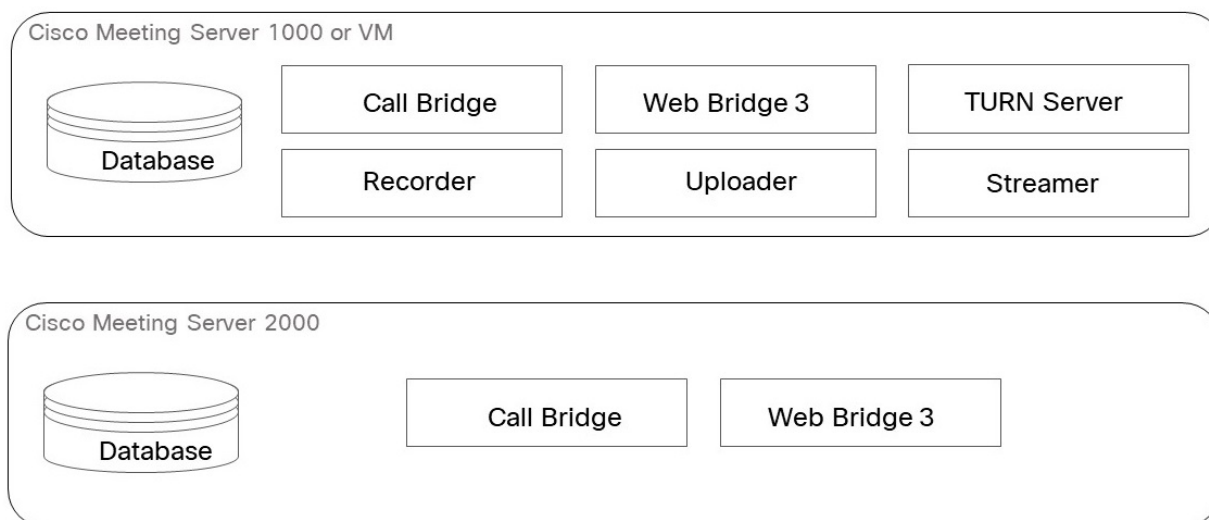 Cisco Meeting Server 1000 or VM
Call Bridge
Web Bridge 3
TURN Server
Database
Recorder
Uploader
Streamer
Cisco Meeting Server 2000
Call Bridge
Web Bridge 3
Database